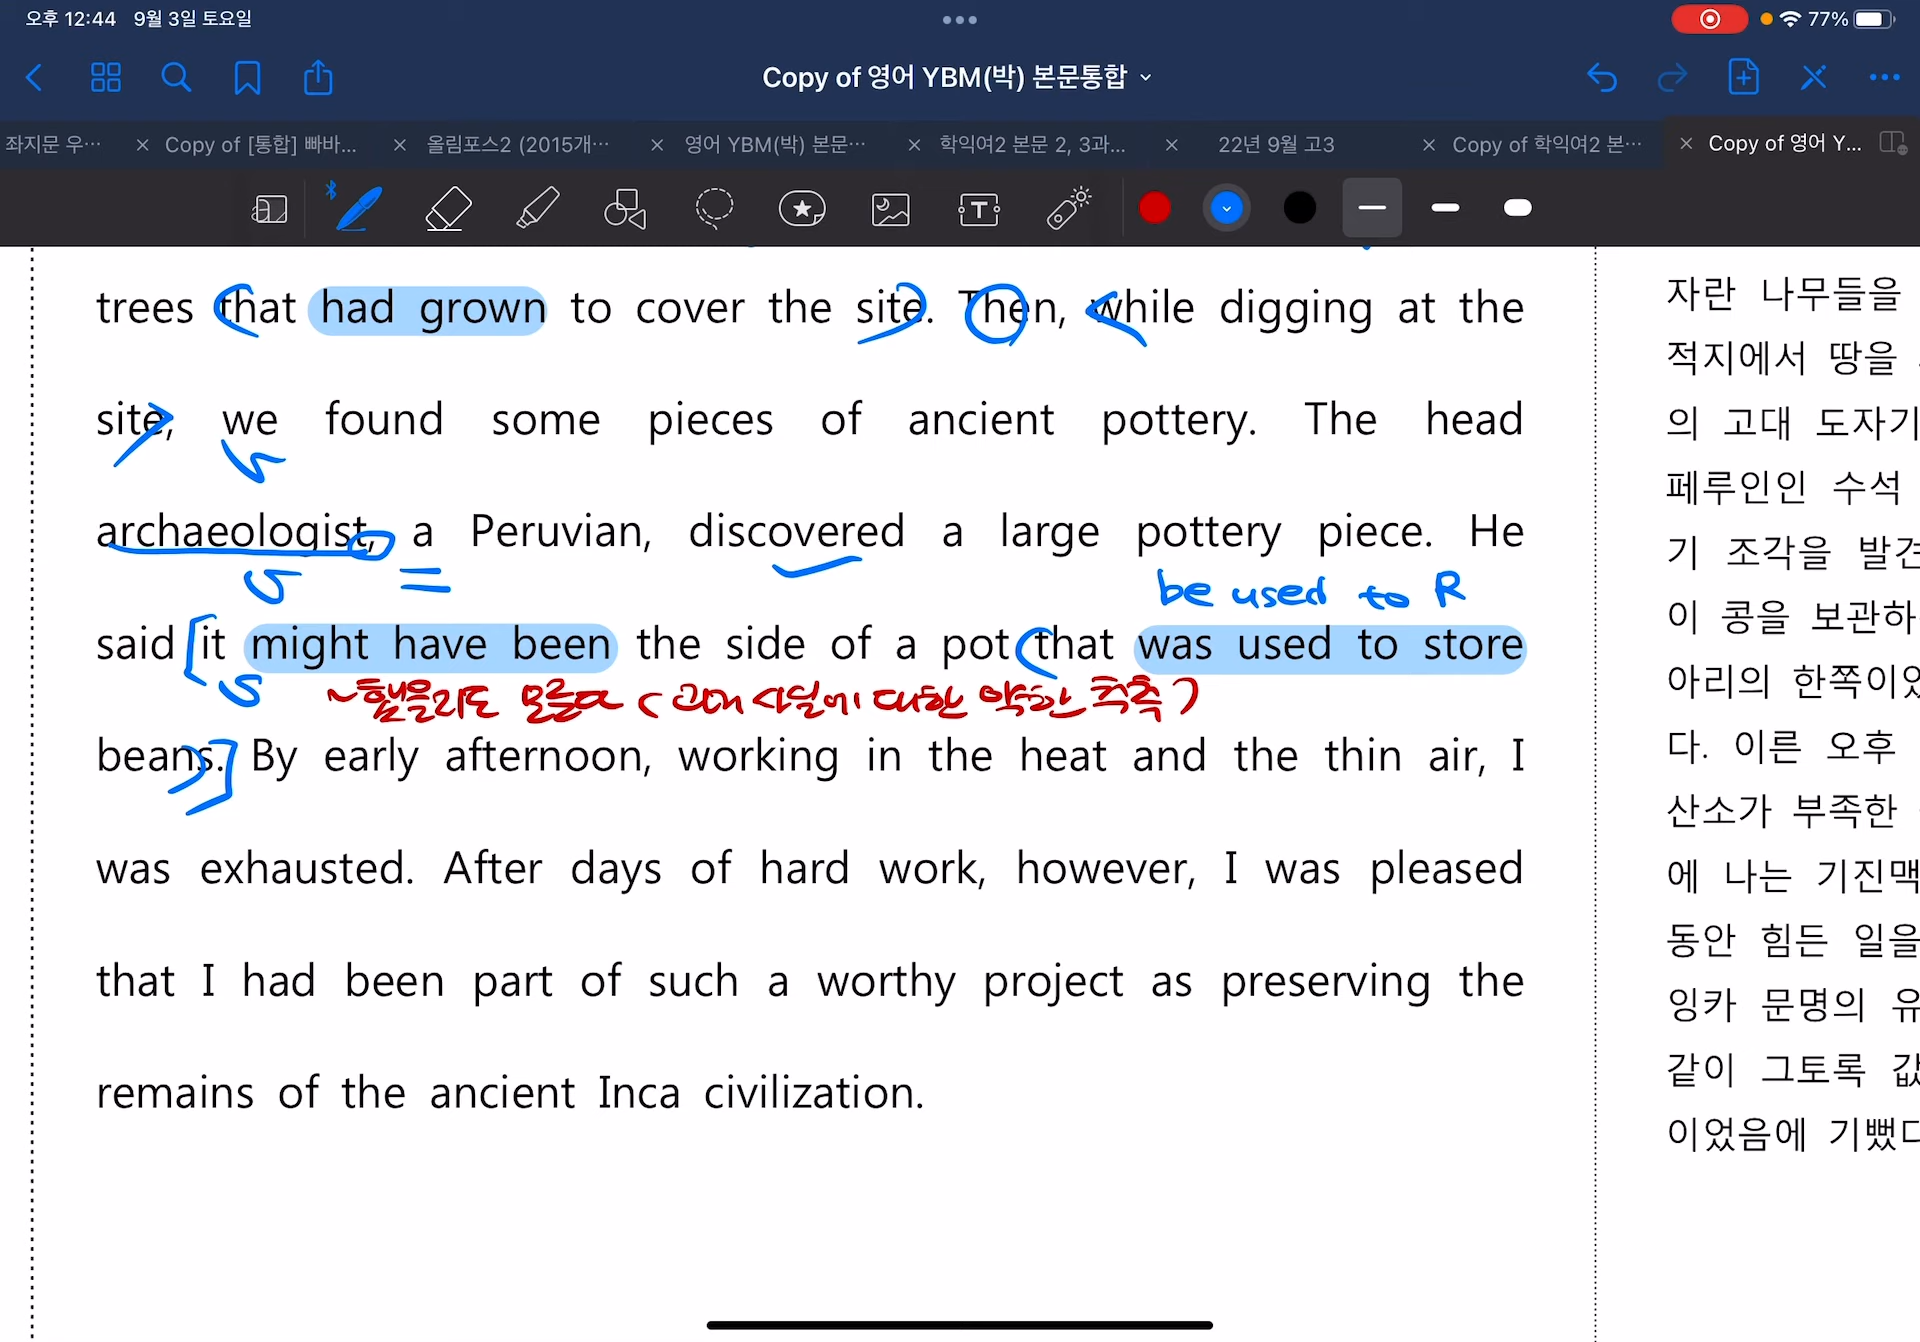 오후 12:44 9월 3일 토요일
77%
Copy of 영어 YBM(박) 본문통합
좌지문 우… Copy of [통합] 빠바... 올림포스2 (2015개… 영어 YBM(박) 본문… 학익여2 본문 2, 3과... 22년 9월 고3 Copy of 학익여2 본… Copy of 영어 Y...
trees that had grown to cover the site. Then, while digging at the
site, we found some pieces of ancient pottery. The head
S
archaeologist, a Peruvian, discovered a large pottery piece. He
S =
be used to R
said [it might have been the side of a pot (that was used to store
S
~했을리도 모른다 (과거 사실에 대한 약한 추측)
beans.)] By early afternoon, working in the heat and the thin air, I
was exhausted. After days of hard work, however, I was pleased
that I had been part of such a worthy project as preserving the
remains of the ancient Inca civilization.
자란 나무들을
적지에서 땅을
의 고대 도자기
페루인인 수석
기 조각을 발견
이 콩을 보관하
아리의 한쪽이었
다. 이른 오후
산소가 부족한
에 나는 기진맥
동안 힘든 일을
잉카 문명의 유
같이 그토록 값
이었음에 기뻤다